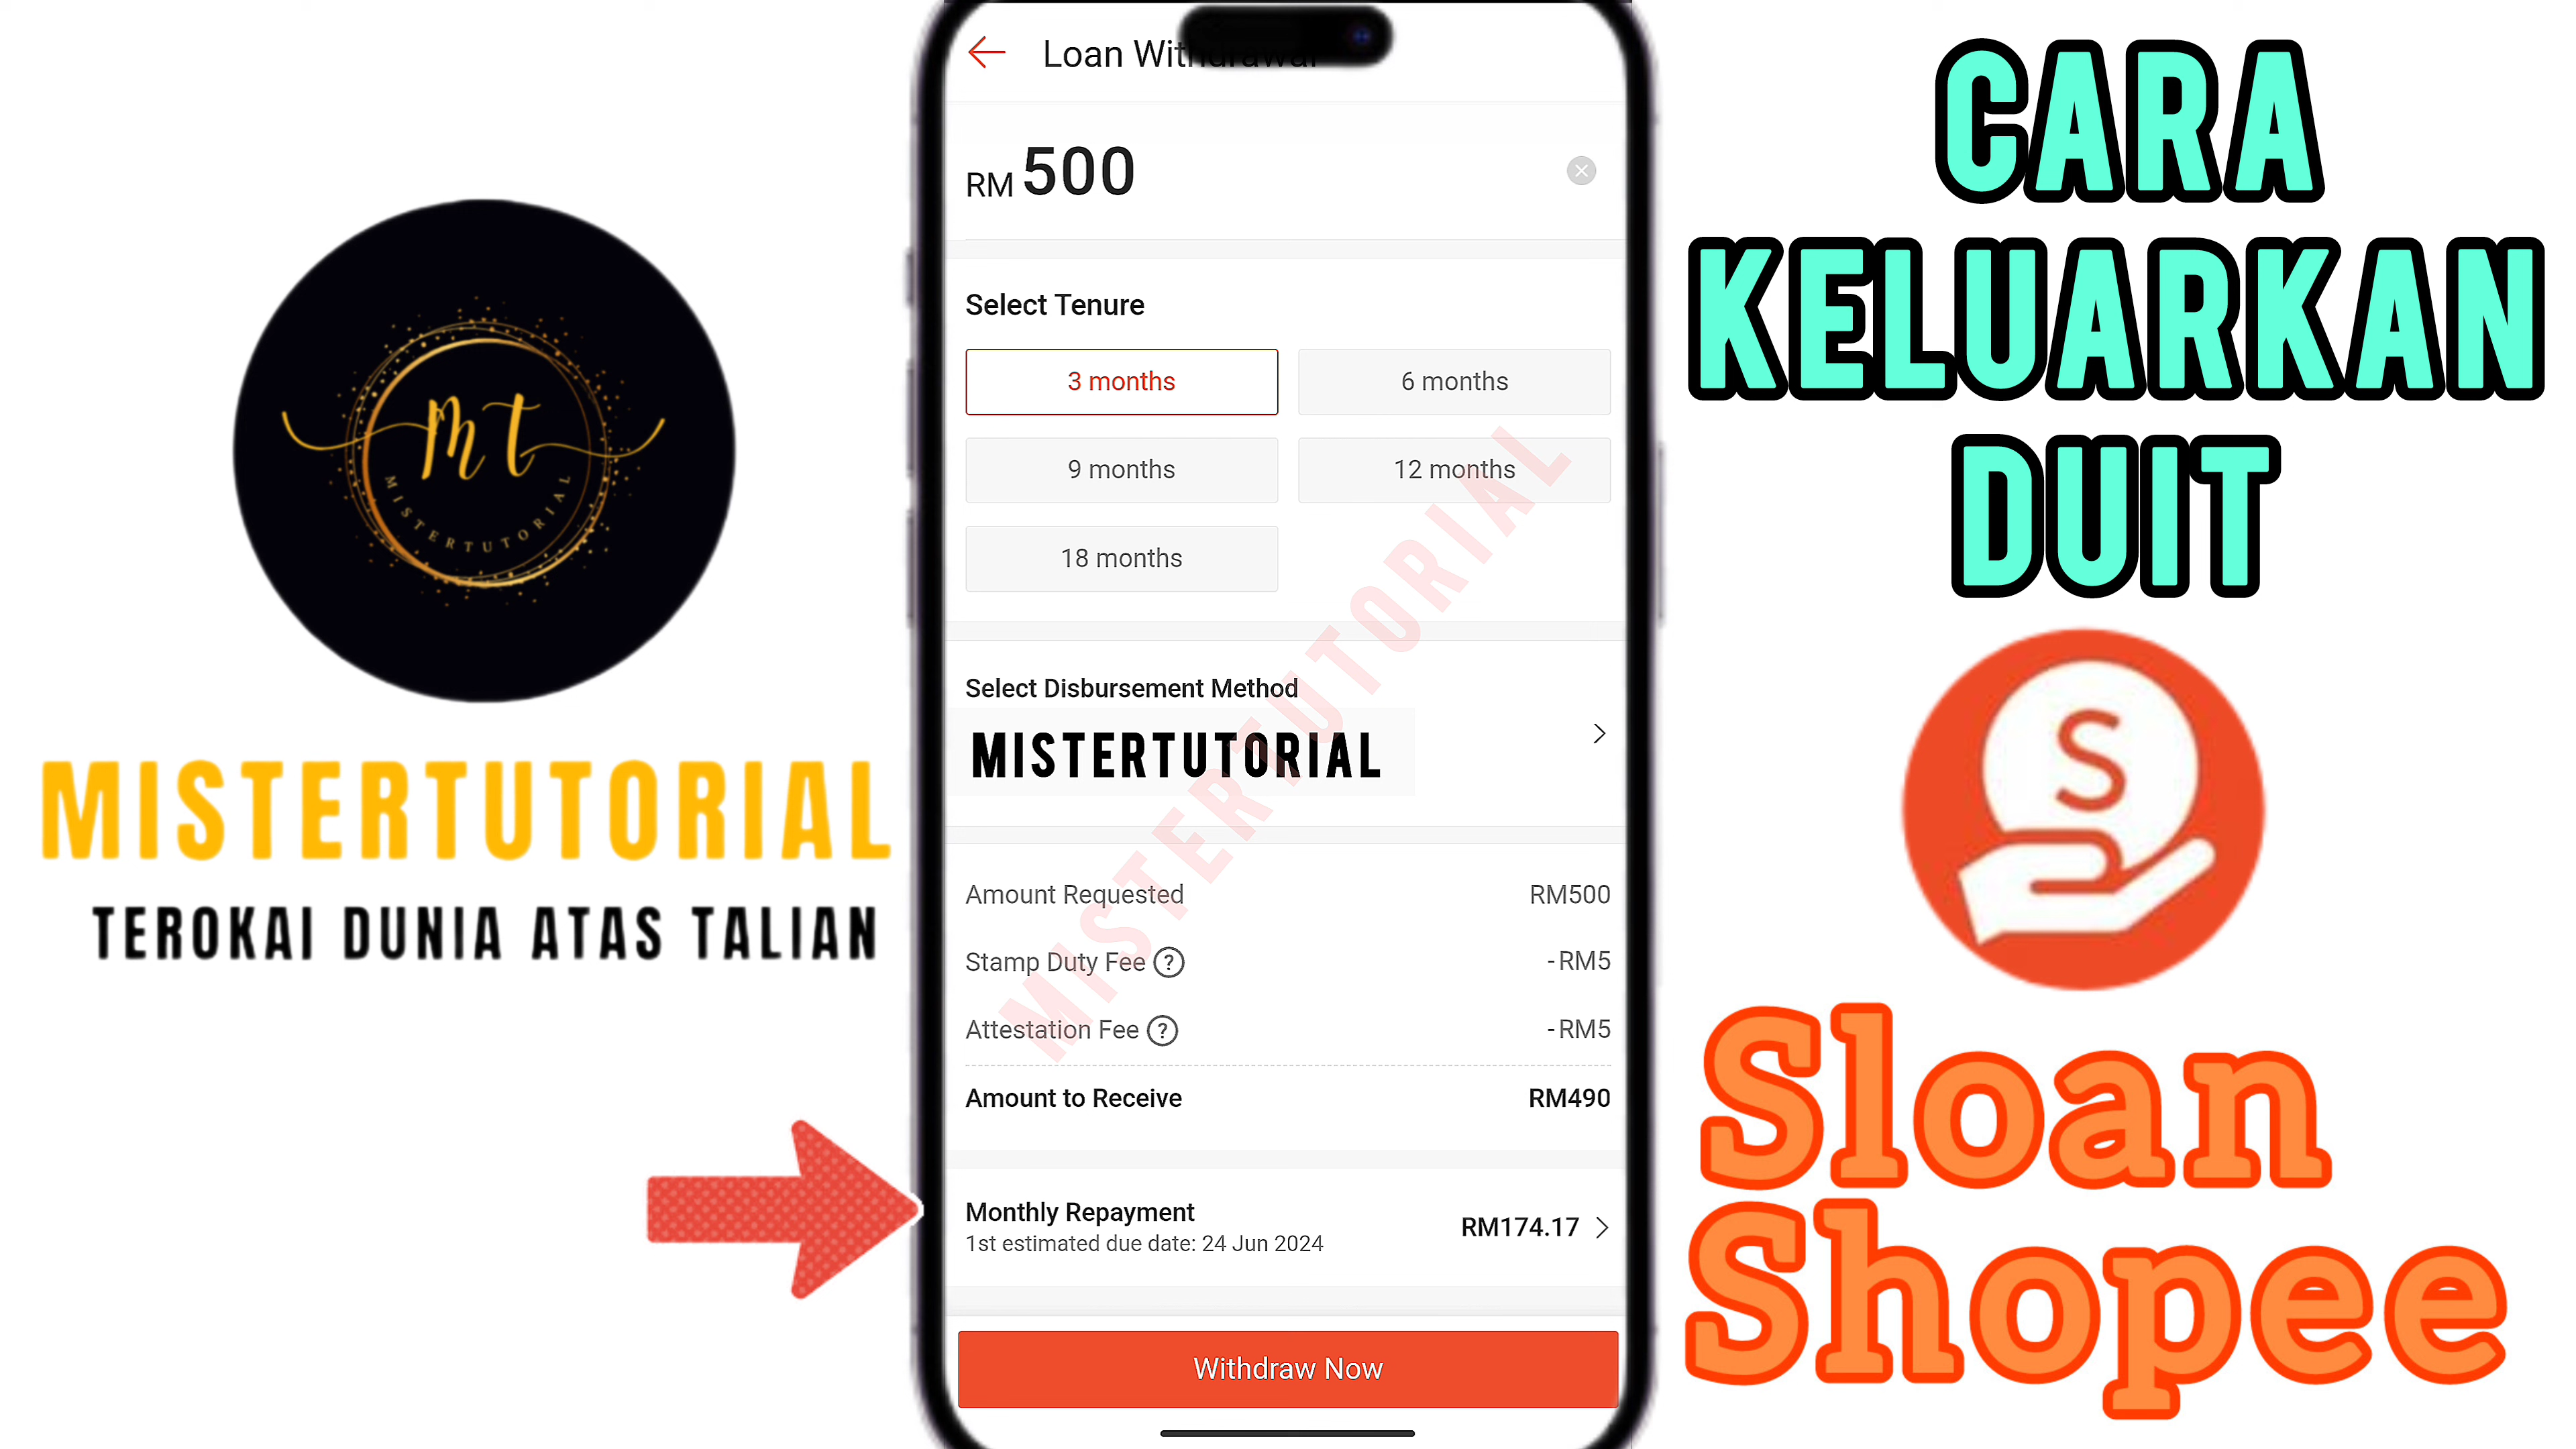 mt
MISTERTUTORIAL
MISTERTUTORIAL
TEROKAI DUNIA ATAS TALIAN
Loan Withdrawal
RM 500
Select Tenure
3 months
6 months
9 months
12 months
18 months
Select Disbursement Method
MISTERTUTORIAL
Amount Requested RM500
Stamp Duty Fee ? -RM5
Attestation Fee ? -RM5
Amount to Receive RM490
Monthly Repayment RM174.17
1st estimated due date: 24 Jun 2024
Withdraw Now
MISTERTUTORIAL
CARA
KELUARKAN
DUIT
S
Sloan
Shopee